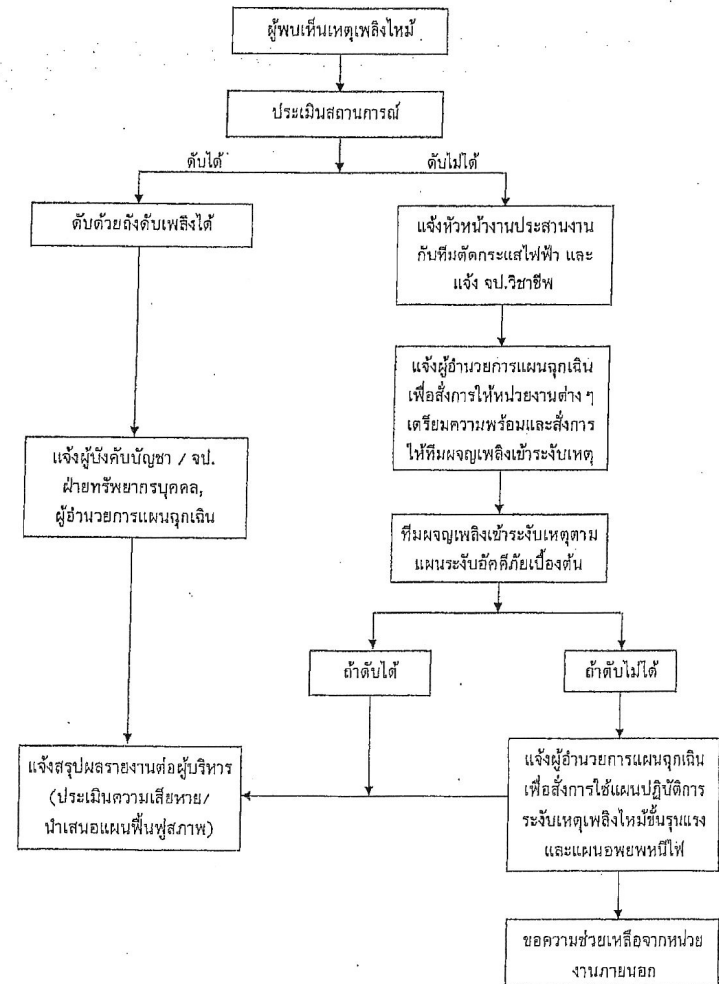 ผู้พบเห็นเหตุเพลิงไหม้
ประเมินสถานการณ์
ดับได้
ดับไม่ได้
ดับด้วยถังดับเพลิงได้
แจ้งหัวหน้างานประสานงาน
กับทีมตัดกระแสไฟฟ้า และ
แจ้ง จป.วิชาชีพ
แจ้งผู้อำนวยการแผนฉุกเฉิน
เพื่อสั่งการให้หน่วยงานต่าง ๆ
เตรียมความพร้อมและสั่งการ
ให้ทีมผจญเพลิงเข้าระงับเหตุ
แจ้งผู้บังคับบัญชา / จป.
ฝ่ายทรัพยากรบุคคล,
ผู้อำนวยการแผนฉุกเฉิน
ทีมผจญเพลิงเข้าระงับเหตุตาม
แผนระงับอัคคีภัยเบื้องต้น
ถ้าดับได้
ถ้าดับไม่ได้
แจ้งสรุปผลรายงานต่อผู้บริหาร
(ประเมินความเสียหาย/
นำเสนอแผนฟื้นฟูสภาพ)
แจ้งผู้อำนวยการแผนฉุกเฉิน
เพื่อสั่งการใช้แผนปฏิบัติการ
ระงับเหตุเพลิงไหม้ขั้นรุนแรง
และแผนอพยพหนีไฟ
ขอความช่วยเหลือจากหน่วย
งานภายนอก